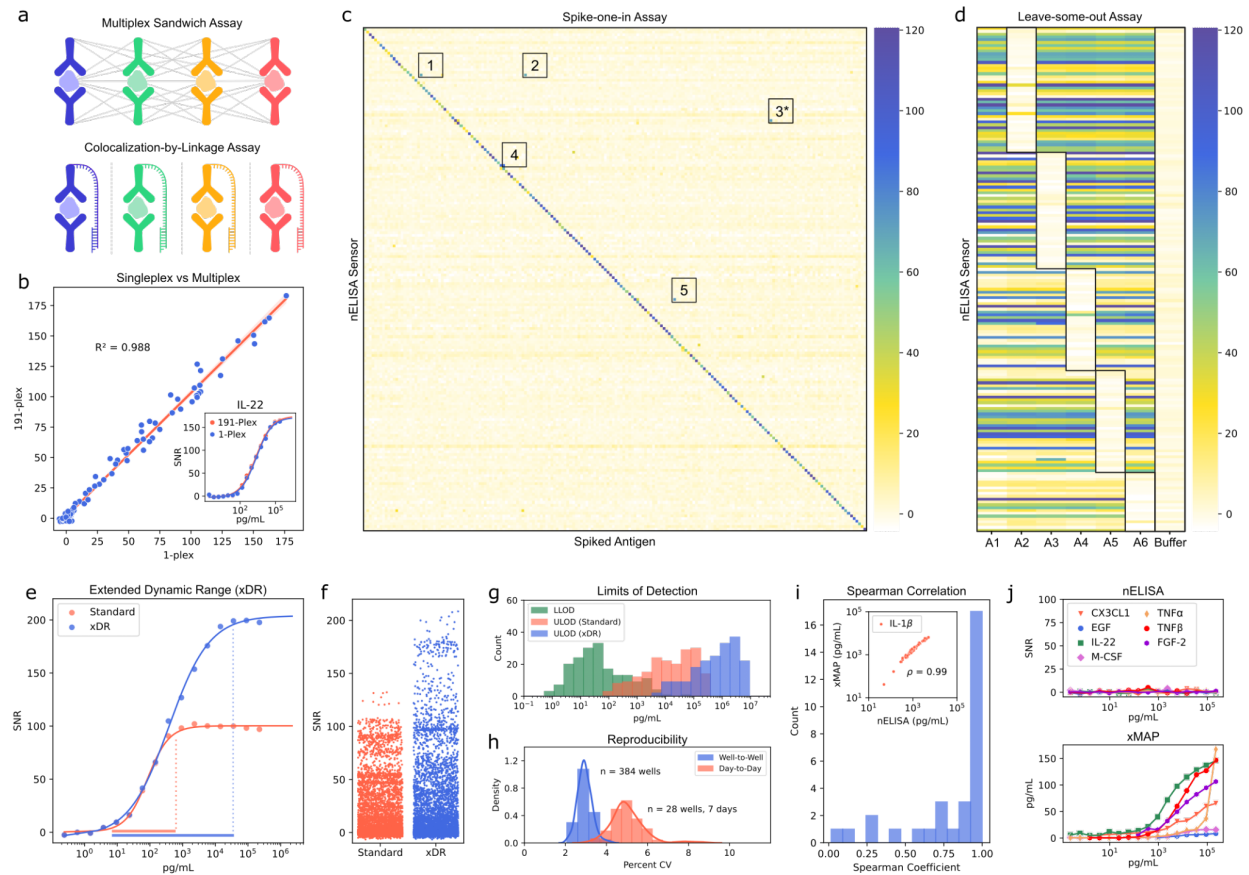 a
Multiplex Sandwich Assay
Colocalization-by-Linkage Assay
b
Singleplex vs Multiplex
R² = 0.988
191-plex
175
150
125
100
75
50
25
0
0 25 50 75 100 125 150 175
1-plex
IL-22
191-Plex
1-Plex
SNR
150
100
50
0
10² 10⁵
pg/mL
c
Spike-one-in Assay
nELISA Sensor
Spiked Antigen
1
2
3*
4
5
120
100
80
60
40
20
0
d
Leave-some-out Assay
nELISA Sensor
A1 A2 A3 A4 A5 A6 Buffer
120
100
80
60
40
20
0
e
Extended Dynamic Range (xDR)
Standard
xDR
SNR
200
150
100
50
0
10⁰ 10¹ 10² 10³ 10⁴ 10⁵ 10⁶
pg/mL
f
SNR
200
150
100
50
0
Standard xDR
g
Limits of Detection
LLOD
ULOD (Standard)
ULOD (xDR)
Count
60
40
20
0
10⁻¹ 10⁰ 10¹ 10² 10³ 10⁴ 10⁵ 10⁶ 10⁷
pg/mL
h
Reproducibility
Well-to-Well
Day-to-Day
n = 384 wells
n = 28 wells, 7 days
Density
1.2
0.8
0.4
0.0
0 2 4 6 8 10
Percent CV
i
Spearman Correlation
Count
16
14
12
10
8
6
4
2
0
0.00 0.25 0.50 0.75 1.00
Spearman Coefficient
xMAP (pg/mL)
IL-1β
ρ = 0.99
10⁵
10³
10¹
10¹ 10³ 10⁵
nELISA (pg/mL)
j
nELISA
CX3CL1
EGF
IL-22
M-CSF
TNFα
TNFβ
FGF-2
SNR
100
75
50
25
0
10¹ 10³ 10⁵
pg/mL
xMAP
pg/mL
150
100
50
0
10¹ 10³ 10⁵
pg/mL